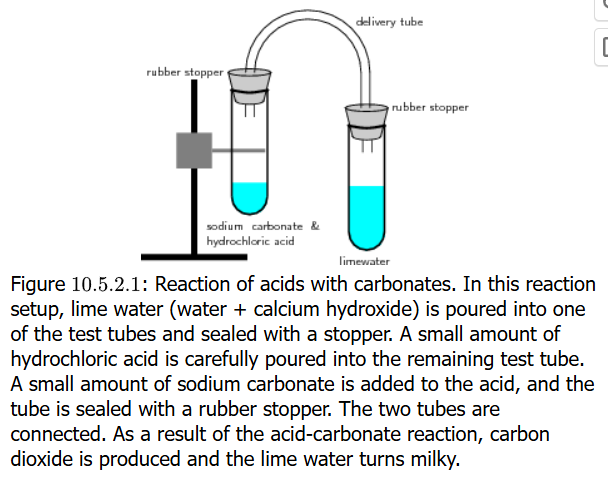 delivery tube
rubber stopper
rubber stopper
sodium carbonate &
hydrochloric acid
limewater
Figure 10.5.2.1: Reaction of acids with carbonates. In this reaction
setup, lime water (water + calcium hydroxide) is poured into one
of the test tubes and sealed with a stopper. A small amount of
hydrochloric acid is carefully poured into the remaining test tube.
A small amount of sodium carbonate is added to the acid, and the
tube is sealed with a rubber stopper. The two tubes are
connected. As a result of the acid-carbonate reaction, carbon
dioxide is produced and the lime water turns milky.